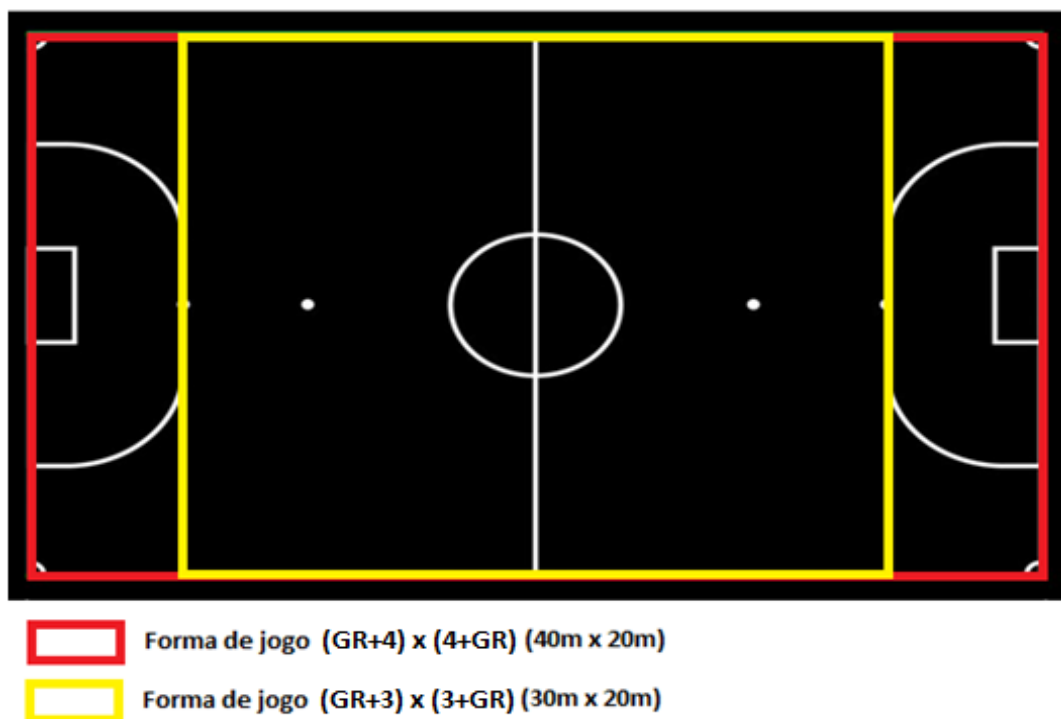 Forma de jogo (GR+4) x (4+GR) (40m x 20m)
Forma de jogo (GR+3) x (3+GR) (30m x 20m)